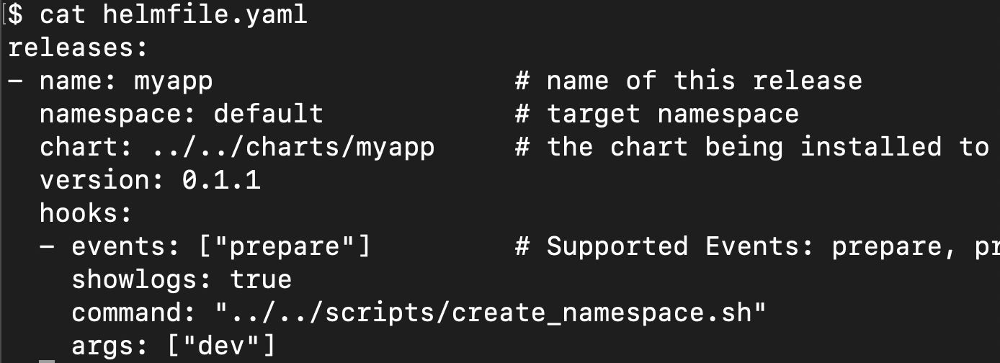 $ cat helmfile.yaml
releases:
- name: myapp                   # name of this release
  namespace: default            # target namespace
  chart: ../../charts/myapp     # the chart being installed to
  version: 0.1.1
  hooks:
  - events: ["prepare"]         # Supported Events: prepare,
    showlogs: true
    command: "../../scripts/create_namespace.sh"
    args: ["dev"]